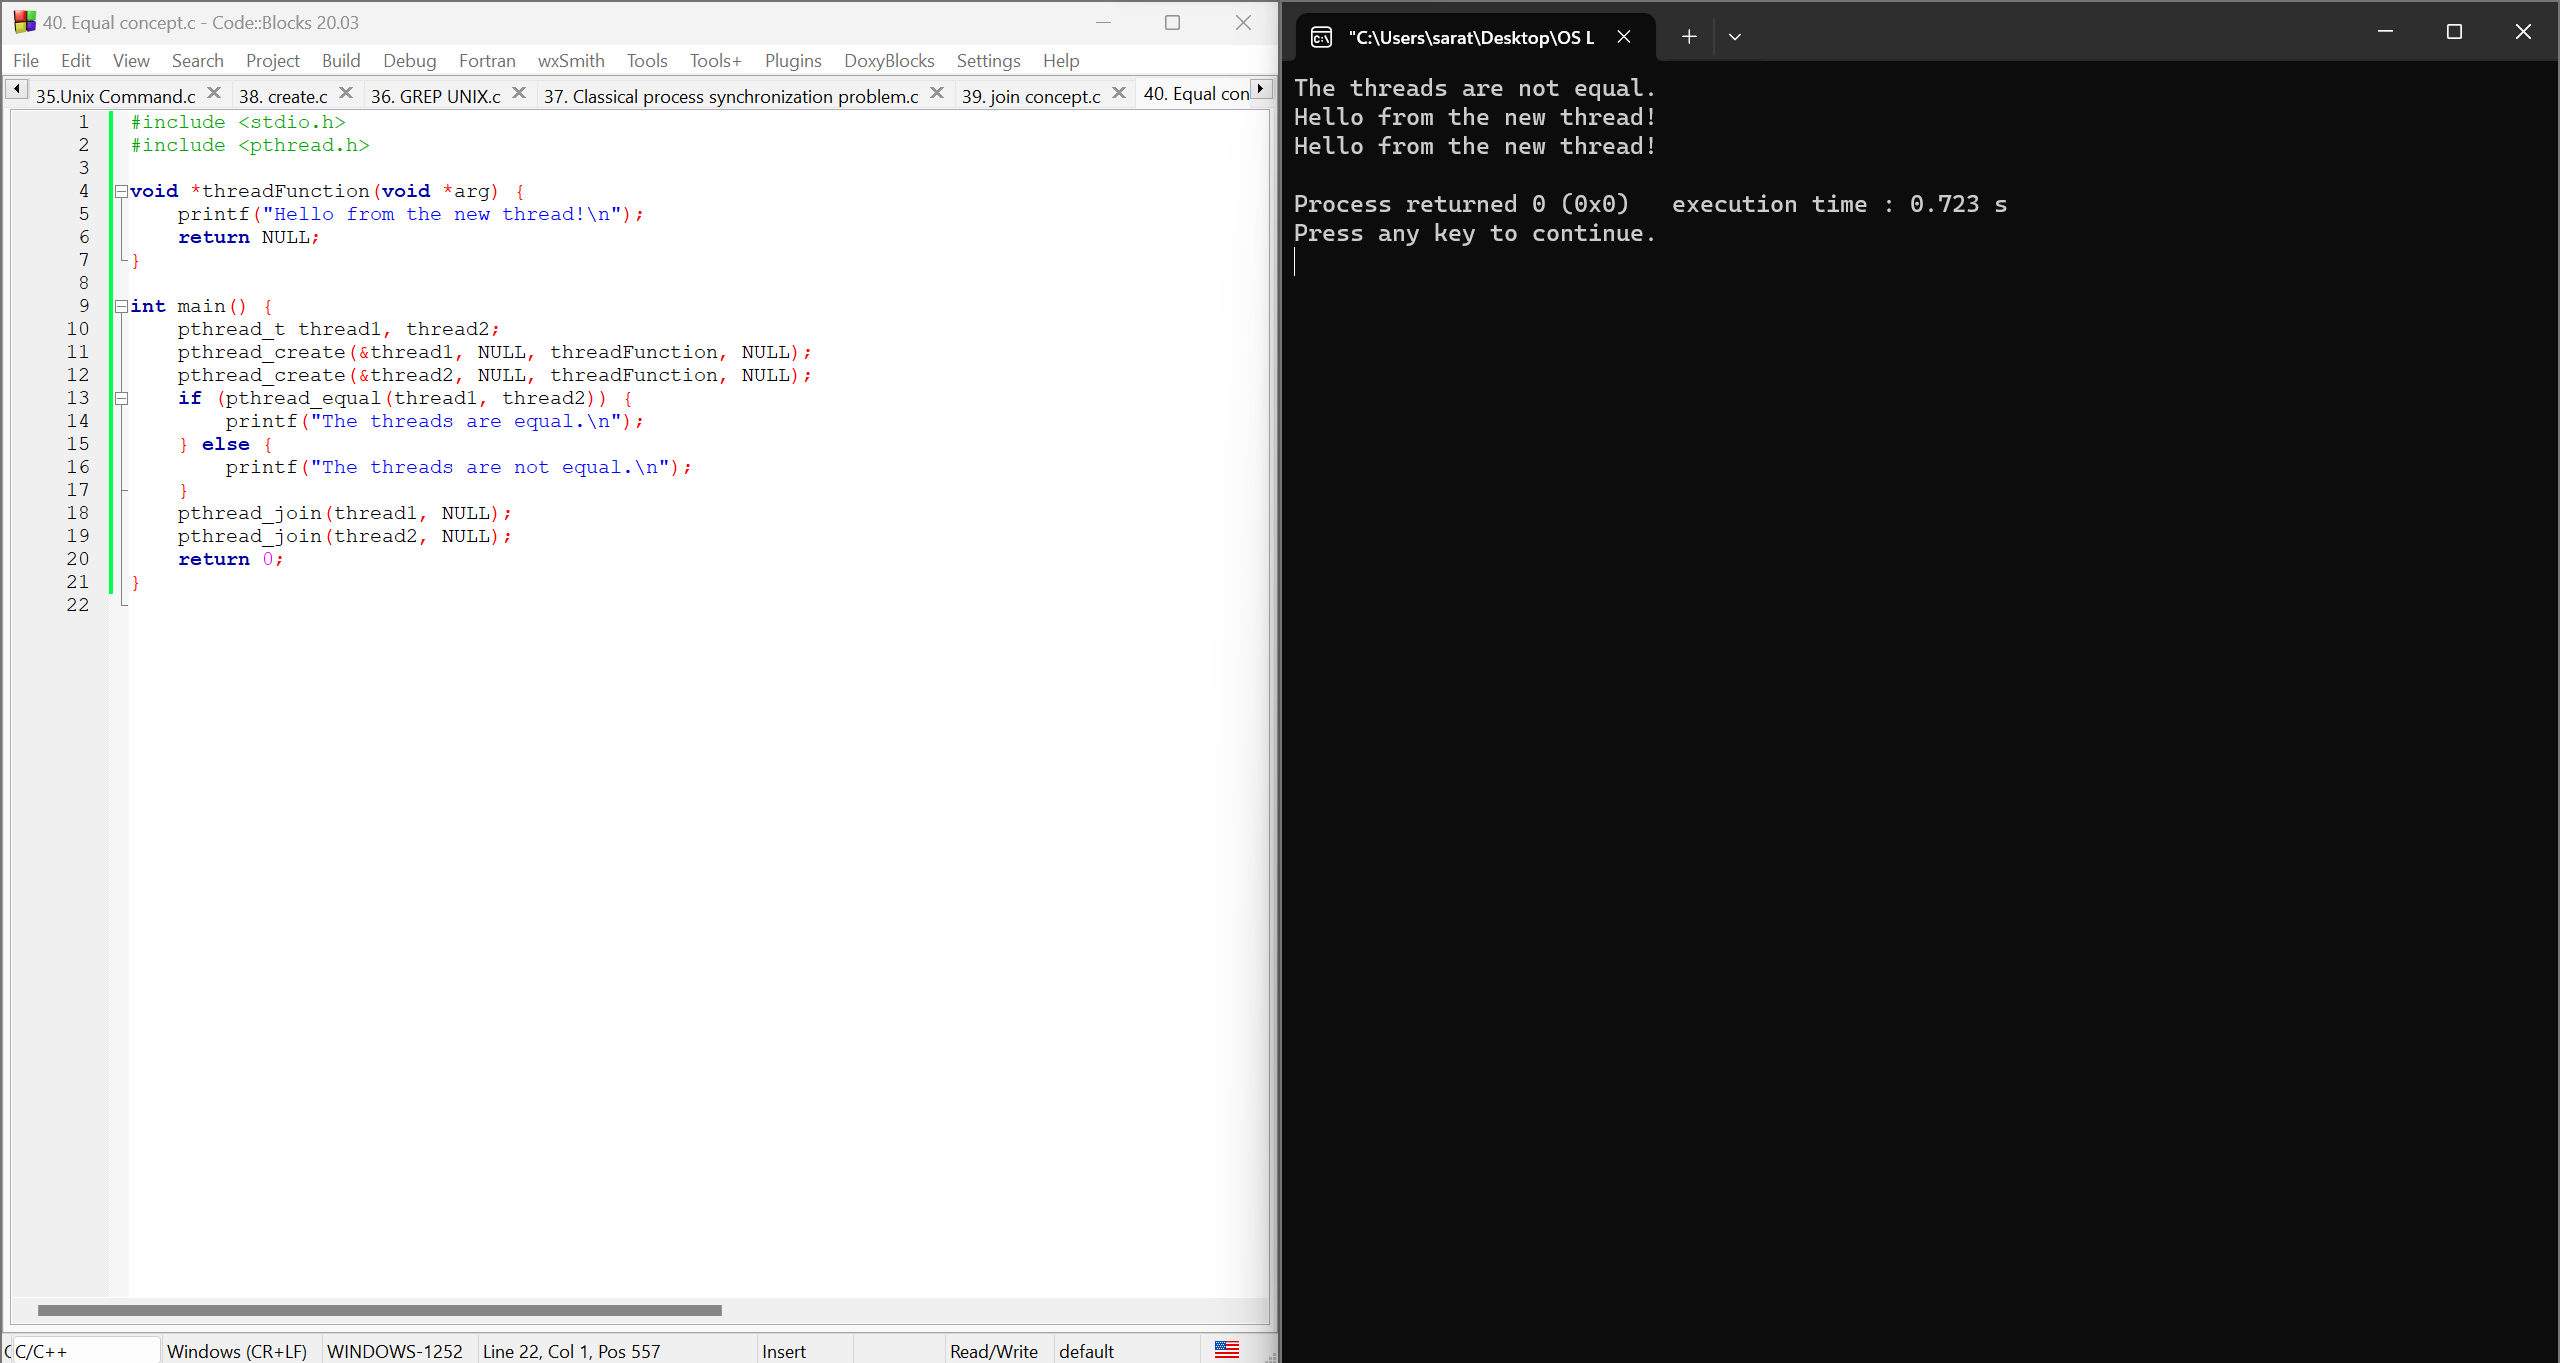 40. Equal concept.c - Code::Blocks 20.03
File Edit View Search Project Build Debug Fortran wxSmith Tools Tools+ Plugins DoxyBlocks Settings Help
35.Unix Command.c 38. create.c 36. GREP UNIX.c 37. Classical process synchronization problem.c 39. join concept.c 40. Equal con
1 #include <stdio.h>
2 #include <pthread.h>
3
4 void *threadFunction(void *arg) {
5     printf("Hello from the new thread!\n");
6     return NULL;
7 }
8
9 int main() {
10     pthread_t thread1, thread2;
11     pthread_create(&thread1, NULL, threadFunction, NULL);
12     pthread_create(&thread2, NULL, threadFunction, NULL);
13     if (pthread_equal(thread1, thread2)) {
14         printf("The threads are equal.\n");
15     } else {
16         printf("The threads are not equal.\n");
17     }
18     pthread_join(thread1, NULL);
19     pthread_join(thread2, NULL);
20     return 0;
21 }
22
C/C++ Windows (CR+LF) WINDOWS-1252 Line 22, Col 1, Pos 557 Insert Read/Write default
"C:\Users\sarat\Desktop\OS L
The threads are not equal.
Hello from the new thread!
Hello from the new thread!
Process returned 0 (0x0)   execution time : 0.723 s
Press any key to continue.